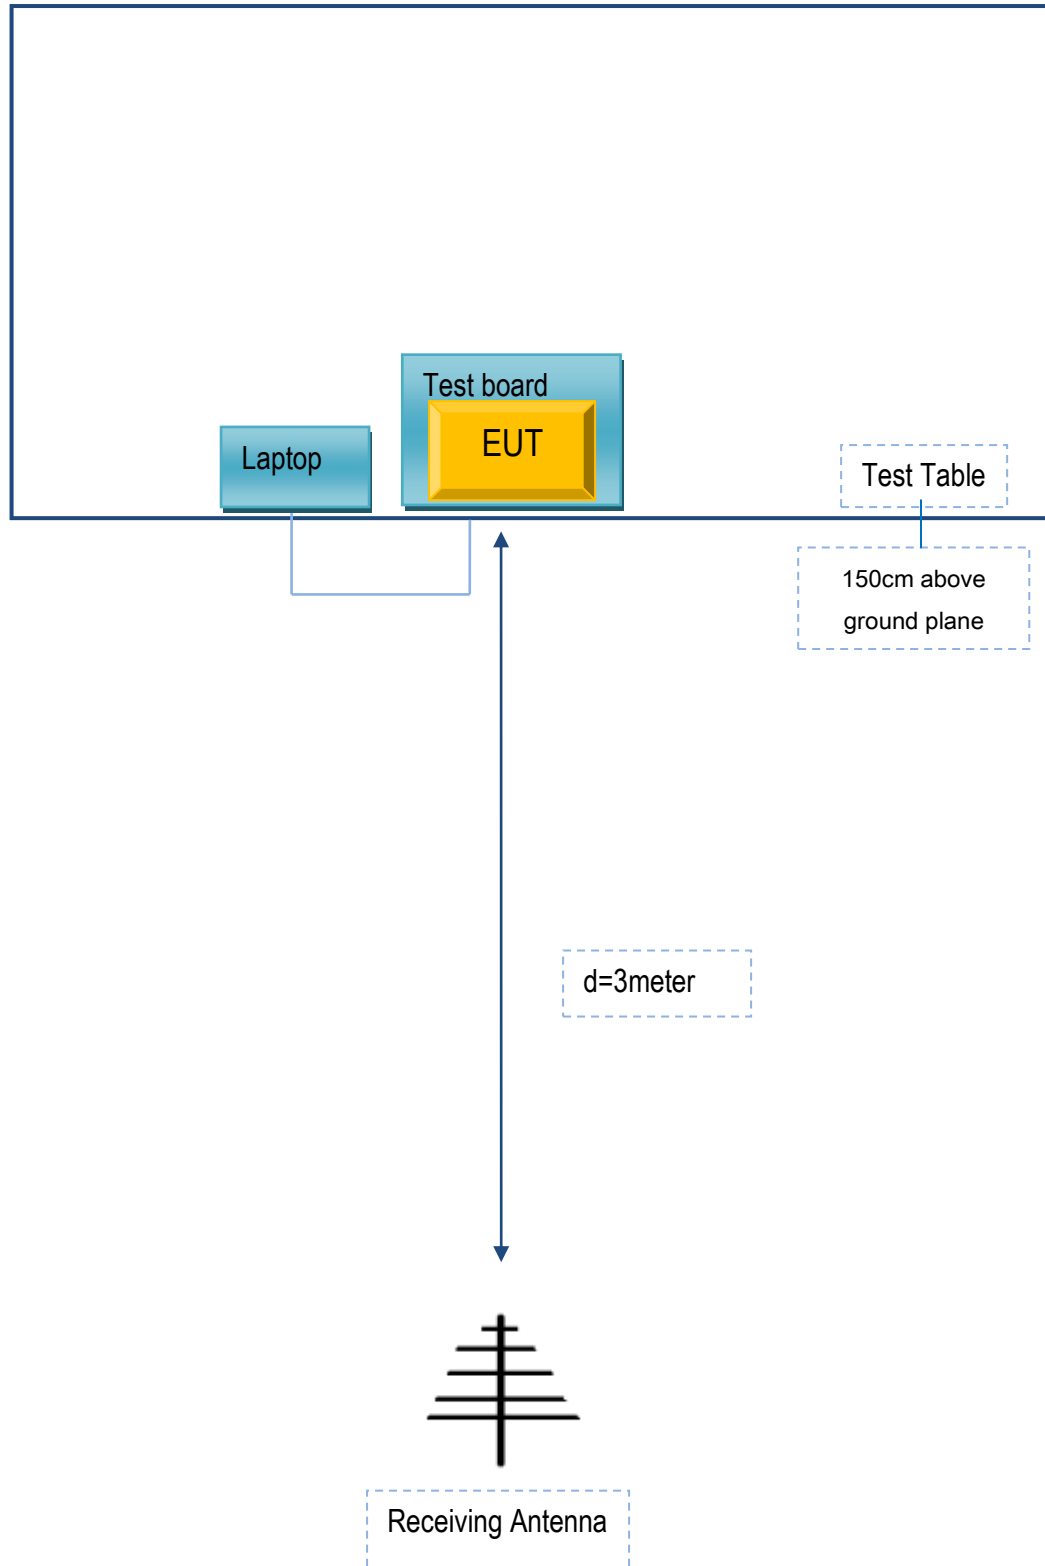 Test board
EUT
Laptop
Test Table
150cm above
ground plane
d=3meter
Receiving Antenna